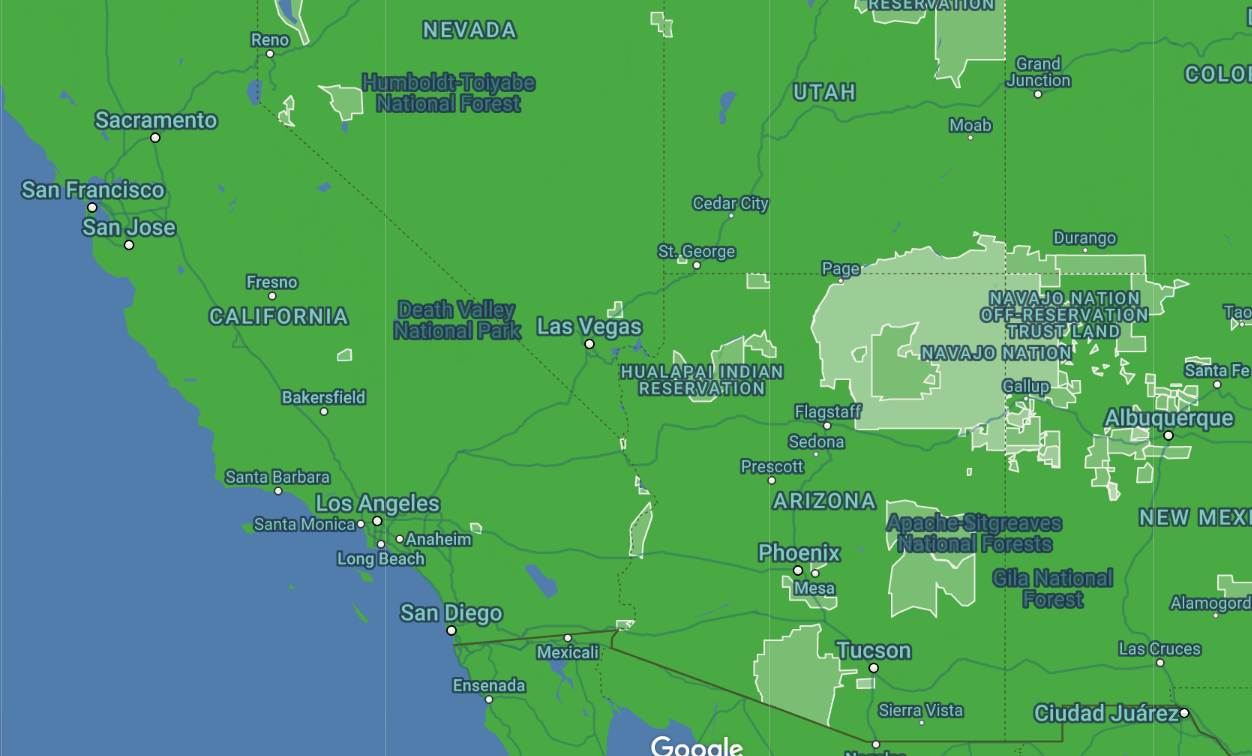 RESERVATION
NEVADA
Reno
Grand
Junction
UTAH
Humboldt-Toiyabe
National Forest
Sacramento
Moab
San Francisco
San Jose
Cedar City
St. George
Durango
Page
Fresno
CALIFORNIA
Death Valley
National Park
Las Vegas
NAVAJO NATION
OFF-RESERVATION
TRUST LAND
NAVAJO NATION
HUALAPAI INDIAN
RESERVATION
Gallup
Santa Fe
Bakersfield
Flagstaff
Albuquerque
Sedona
Prescott
Santa Barbara
Los Angeles
ARIZONA
Santa Monica
Anaheim
Long Beach
Apache-Sitgreaves
National Forests
NEW MEXI
Phoenix
Mesa
Gila National
Forest
Alamogord
San Diego
Mexicali
Tucson
Las Cruces
Ensenada
Sierra Vista
Ciudad Juárez
Google